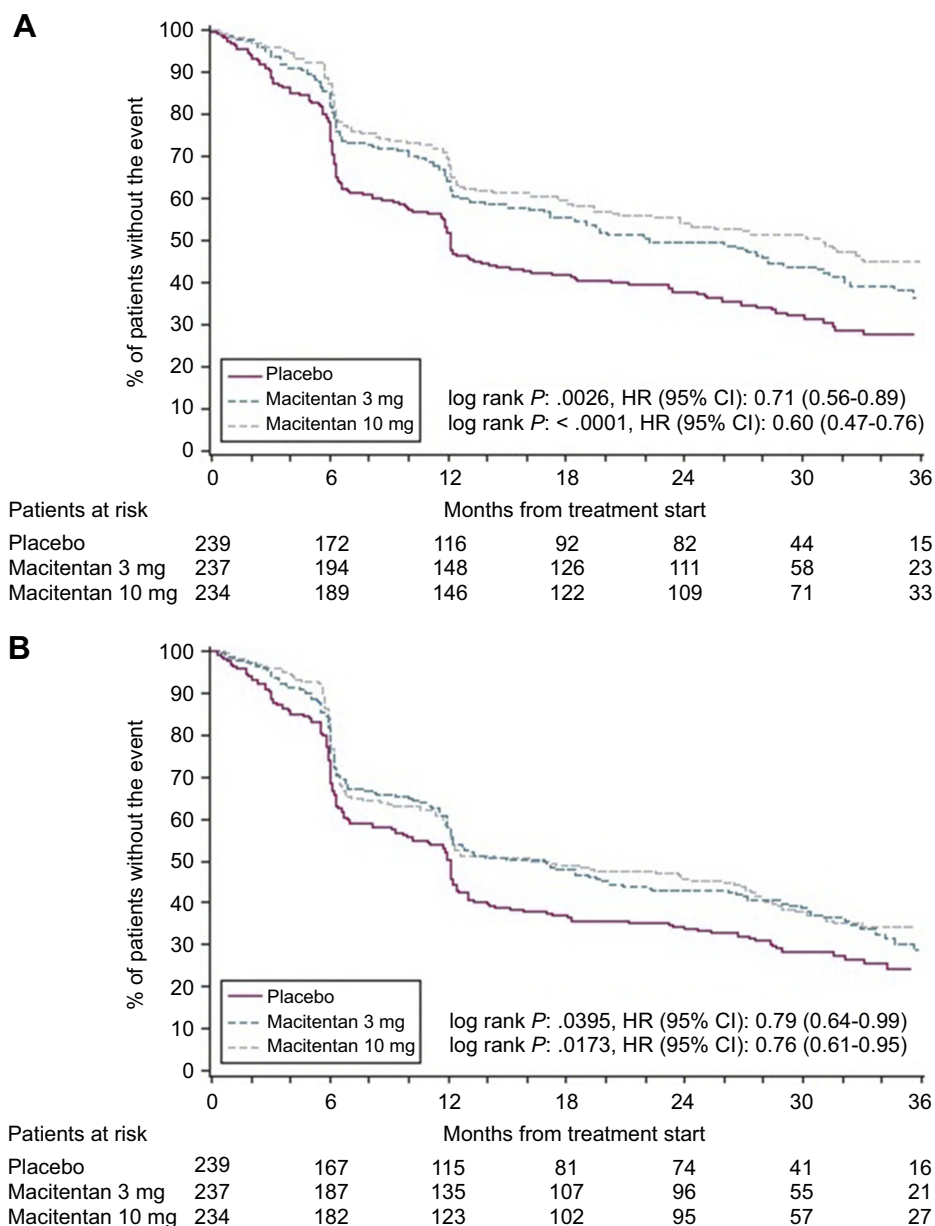 A
100
90
80
70
60
50
40
30
20
10
0
% of patients without the event
Placebo
Macitentan 3 mg
Macitentan 10 mg
log rank P: .0026, HR (95% CI): 0.71 (0.56-0.89)
log rank P: < .0001, HR (95% CI): 0.60 (0.47-0.76)
0 6 12 18 24 30 36
Patients at risk Months from treatment start
Placebo 239 172 116 92 82 44 15
Macitentan 3 mg 237 194 148 126 111 58 23
Macitentan 10 mg 234 189 146 122 109 71 33
B
100
90
80
70
60
50
40
30
20
10
0
% of patients without the event
Placebo
Macitentan 3 mg
Macitentan 10 mg
log rank P: .0395, HR (95% CI): 0.79 (0.64-0.99)
log rank P: .0173, HR (95% CI): 0.76 (0.61-0.95)
0 6 12 18 24 30 36
Patients at risk Months from treatment start
Placebo 239 167 115 81 74 41 16
Macitentan 3 mg 237 187 135 107 96 55 21
Macitentan 10 mg 234 182 123 102 95 57 27